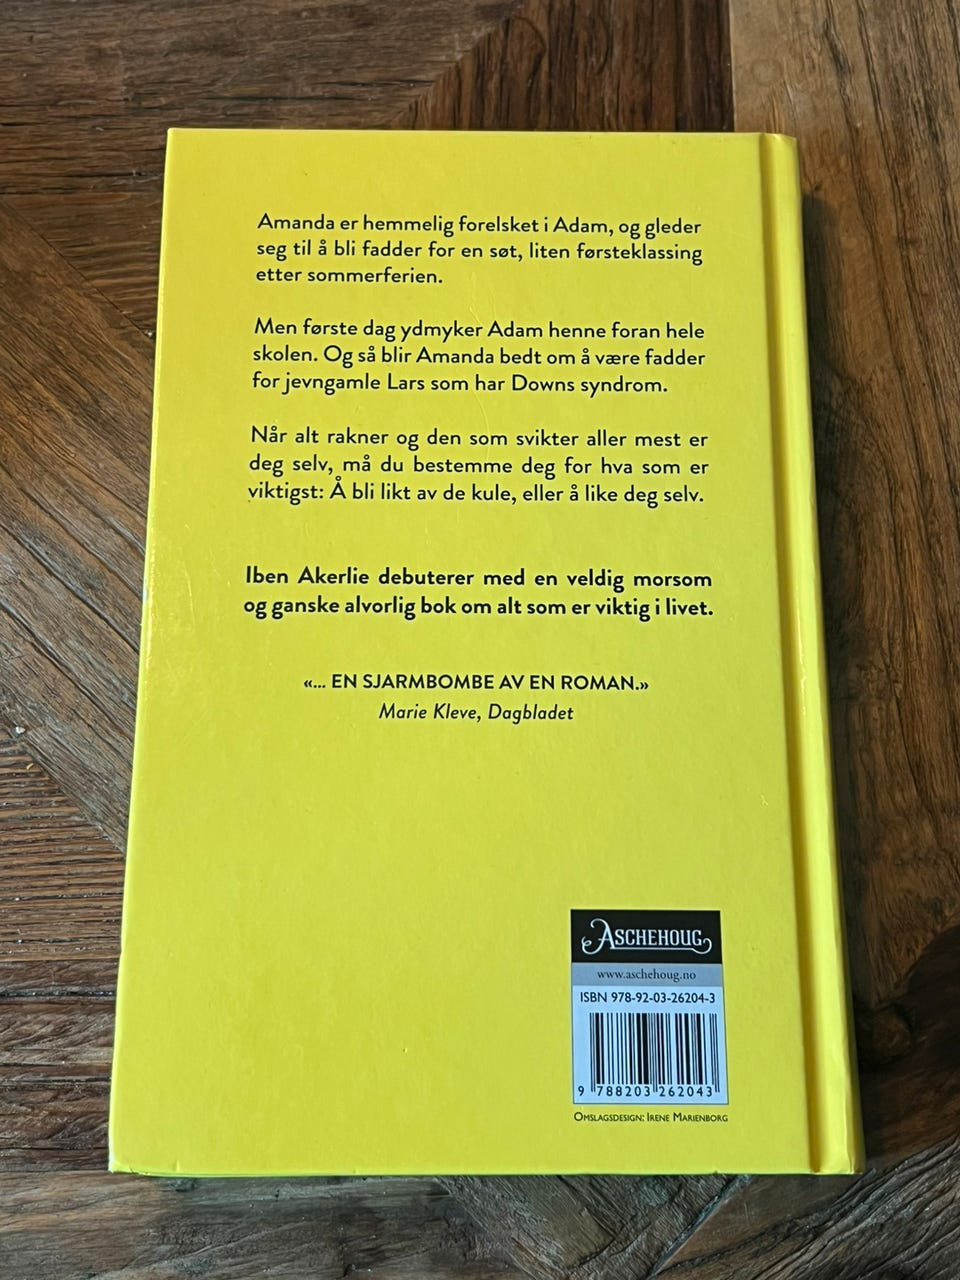 Amanda er hemmelig forelsket i Adam, og gleder
seg til å bli fadder for en søt, liten førsteklassing
etter sommerferien.
Men første dag ydmyker Adam henne foran hele
skolen. Og så blir Amanda bedt om å være fadder
for jevngamle Lars som har Downs syndrom.
Når alt rakner og den som svikter aller mest er
deg selv, må du bestemme deg for hva som er
viktigst: Å bli likt av de kule, eller å like deg selv.
Iben Akerlie debuterer med en veldig morsom
og ganske alvorlig bok om alt som er viktig i livet.
«... EN SJARMBOMBE AV EN ROMAN.»
Marie Kleve, Dagbladet
ASCHEHOUG
www.aschehoug.no
ISBN 978-92-03-26204-3
9 788203 262043
OMSLAGSDESIGN: IRENE MARIENBORG